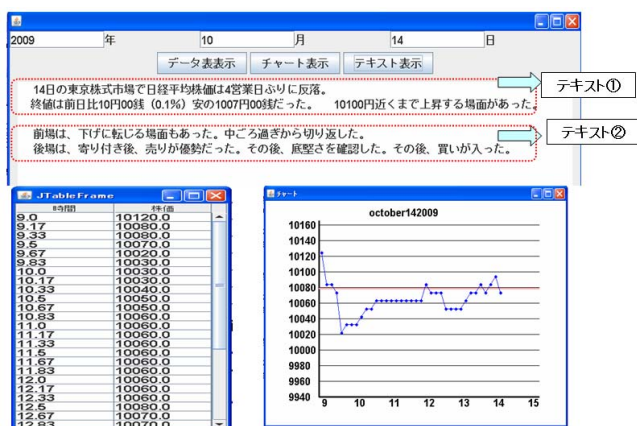 2009 年 10 月 14 日
データ表表示 チャート表示 テキスト表示
14日の東京株式市場で日経平均株価は4営業日ぶりに反落。
終値は前日比10円00銭（0.1%）安の1007円00銭だった。 10100円近くまで上昇する場面があった。
テキスト①
前場は、下げに転じる場面もあった。中ごろ過ぎから切り返した。
後場は、寄り付き後、売りが優勢だった。その後、底堅さを確認した。その後、買いが入った。
テキスト②
JTableFrame
時間 株価
9.0 10120.0
9.17 10080.0
9.33 10080.0
9.5 10070.0
9.67 10020.0
9.83 10030.0
10.0 10030.0
10.17 10030.0
10.33 10040.0
10.5 10050.0
10.67 10050.0
10.83 10060.0
11.0 10060.0
11.17 10060.0
11.33 10060.0
11.5 10060.0
11.67 10060.0
11.83 10060.0
12.0 10060.0
12.17 10060.0
12.33 10060.0
12.5 10080.0
12.67 10070.0
12.83 10070.0
チャート
october142009
10160
10140
10120
10100
10080
10060
10040
10020
10000
9980
9960
9940
9 10 11 12 13 14 15